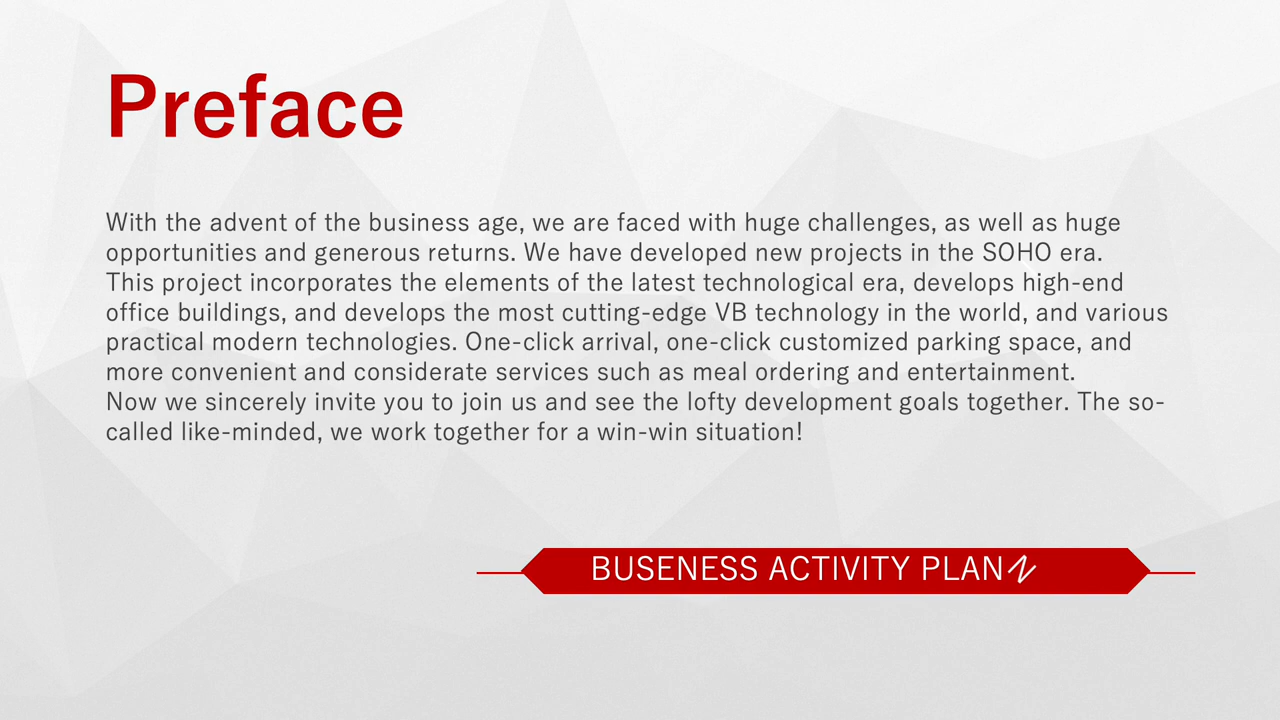 Preface
With the advent of the business age, we are faced with huge challenges, as well as huge
opportunities and generous returns. We have developed new projects in the SOHO era.
This project incorporates the elements of the latest technological era, develops high-end
office buildings, and develops the most cutting-edge VB technology in the world, and various
practical modern technologies. One-click arrival, one-click customized parking space, and
more convenient and considerate services such as meal ordering and entertainment.
Now we sincerely invite you to join us and see the lofty development goals together. The so-
called like-minded, we work together for a win-win situation!
BUSENESS ACTIVITY PLANN